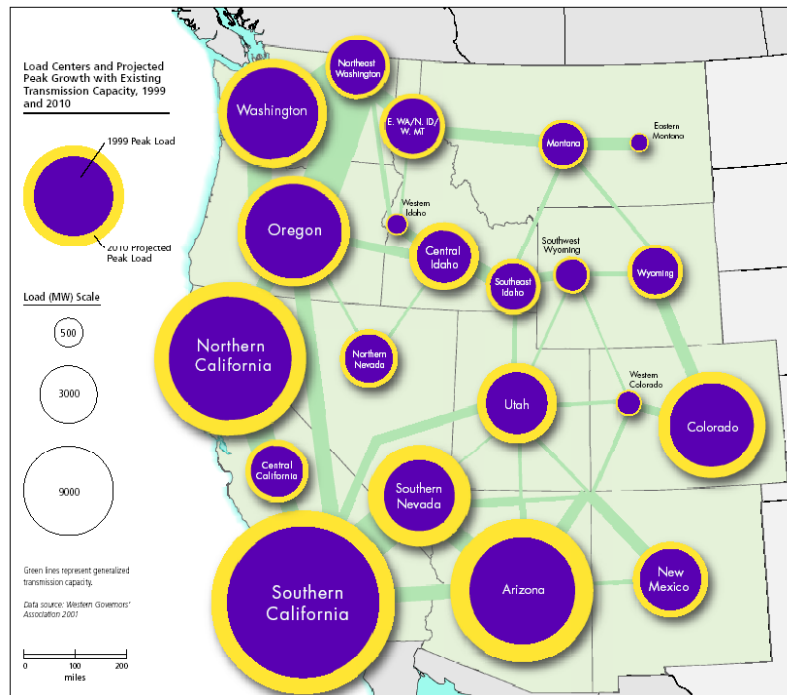 Load Centers and Projected
Peak Growth with Existing
Transmission Capacity, 1999
and 2010
1999 Peak Load
2010 Projected
Peak Load
Load (MW) Scale
500
3000
9000
Green lines represent generalized
transmission capacity.
Data source: Western Governors'
Association 2001
0 100 200
miles
Northeast
Washington
Washington
E. WA/N. ID/
W. MT
Montana
Eastern
Montana
Western
Idaho
Oregon
Central
Idaho
Southeast
Idaho
Southwest
Wyoming
Wyoming
Northern
California
Northern
Nevada
Utah
Western
Colorado
Colorado
Central
California
Southern
Nevada
Southern
California
Arizona
New
Mexico